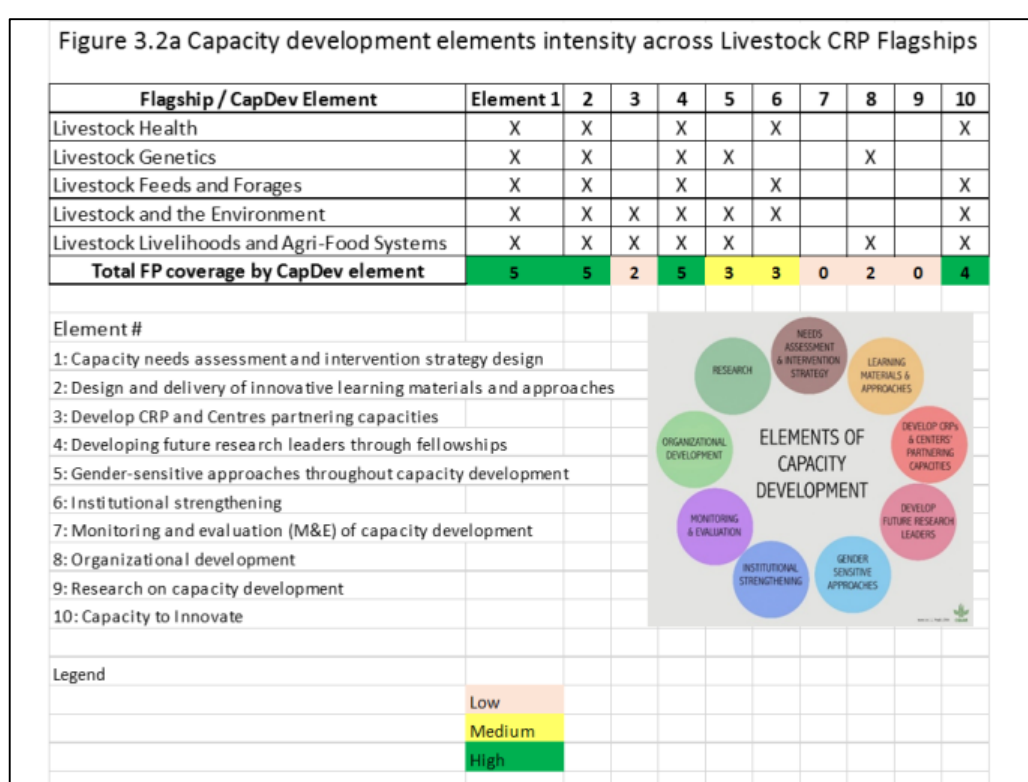 Figure 3.2a Capacity development elements intensity across Livestock CRP Flagships
Flagship / CapDev Element Element 1 2 3 4 5 6 7 8 9 10
Livestock Health X X X X X
Livestock Genetics X X X X X
Livestock Feeds and Forages X X X X X
Livestock and the Environment X X X X X X X
Livestock Livelihoods and Agri-Food Systems X X X X X X X
Total FP coverage by CapDev element 5 5 2 5 3 3 0 2 0 4
Element #
1: Capacity needs assessment and intervention strategy design
2: Design and delivery of innovative learning materials and approaches
3: Develop CRP and Centres partnering capacities
4: Developing future research leaders through fellowships
5: Gender-sensitive approaches throughout capacity development
6: Institutional strengthening
7: Monitoring and evaluation (M&E) of capacity development
8: Organizational development
9: Research on capacity development
10: Capacity to Innovate
NEEDS
ASSESSMENT
& INTERVENTION
STRATEGY
LEARNING
MATERIALS &
APPROACHES
DEVELOP CRPs
& CENTERS'
PARTNERING
CAPACITIES
DEVELOP
FUTURE RESEARCH
LEADERS
GENDER
SENSITIVE
APPROACHES
INSTITUTIONAL
STRENGTHENING
MONITORING
& EVALUATION
ORGANIZATIONAL
DEVELOPMENT
RESEARCH
ELEMENTS OF
CAPACITY
DEVELOPMENT
Legend
Low
Medium
High